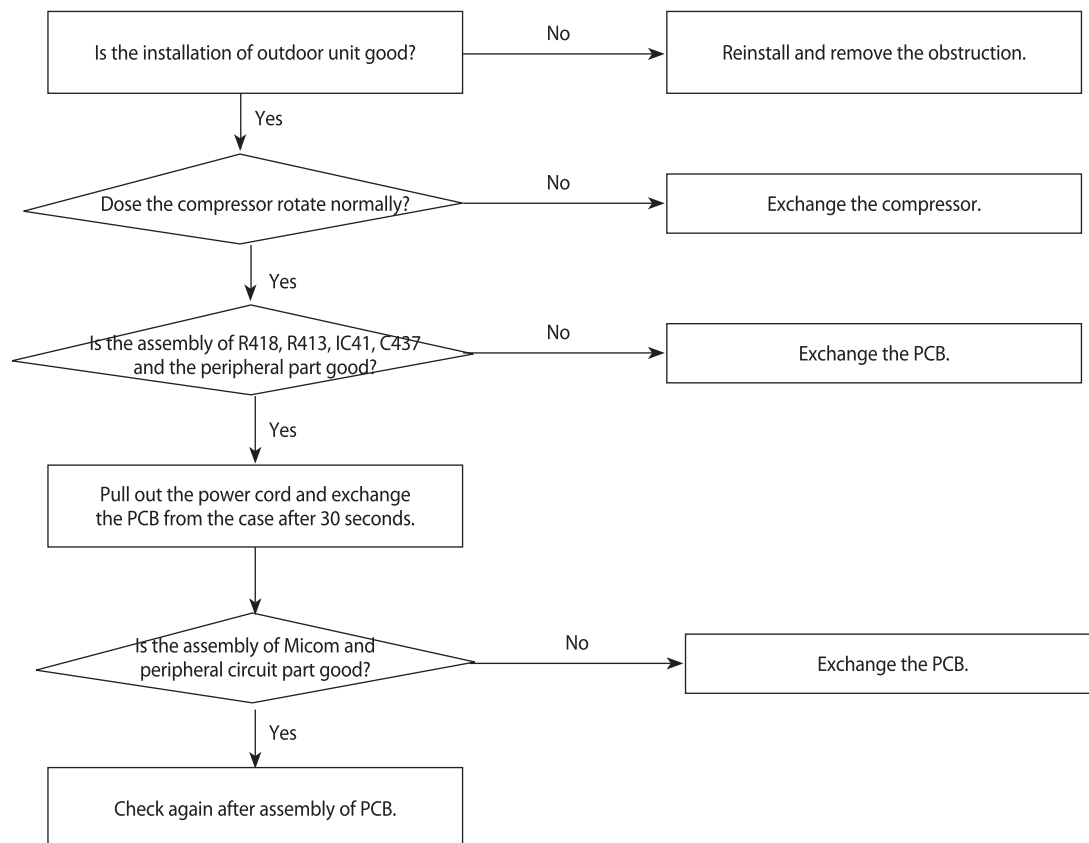 Is the installation of outdoor unit good?
No
Reinstall and remove the obstruction.
Yes
Dose the compressor rotate normally?
No
Exchange the compressor.
Yes
Is the assembly of R418, R413, IC41, C437
and the peripheral part good?
No
Exchange the PCB.
Yes
Pull out the power cord and exchange
the PCB from the case after 30 seconds.
Is the assembly of Micom and
peripheral circuit part good?
No
Exchange the PCB.
Yes
Check again after assembly of PCB.